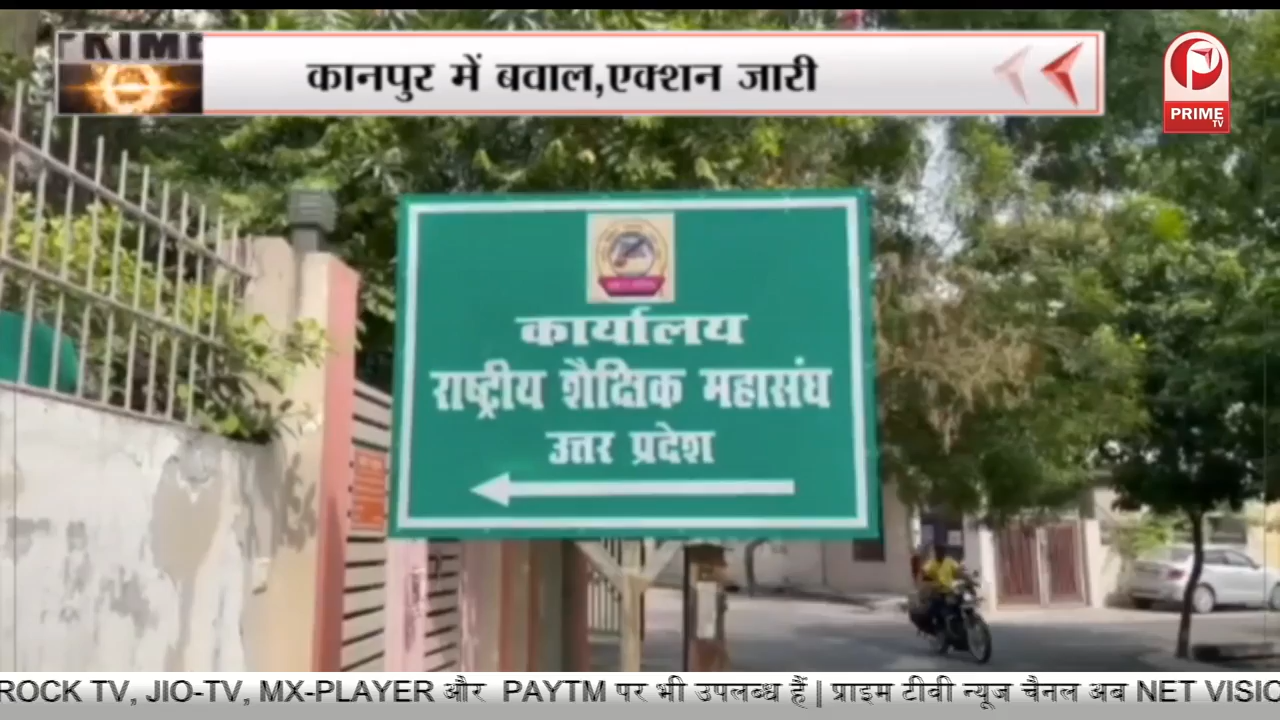 PRIME
कानपुर में बवाल,एक्शन जारी
PRIME
TV
कार्यालय
राष्ट्रीय शैक्षिक महासंघ
उत्तर प्रदेश
ROCK TV, JIO-TV, MX-PLAYER और PAYTM पर भी उपलब्ध हैं | प्राइम टीवी न्यूज चैनल अब NET VISIO